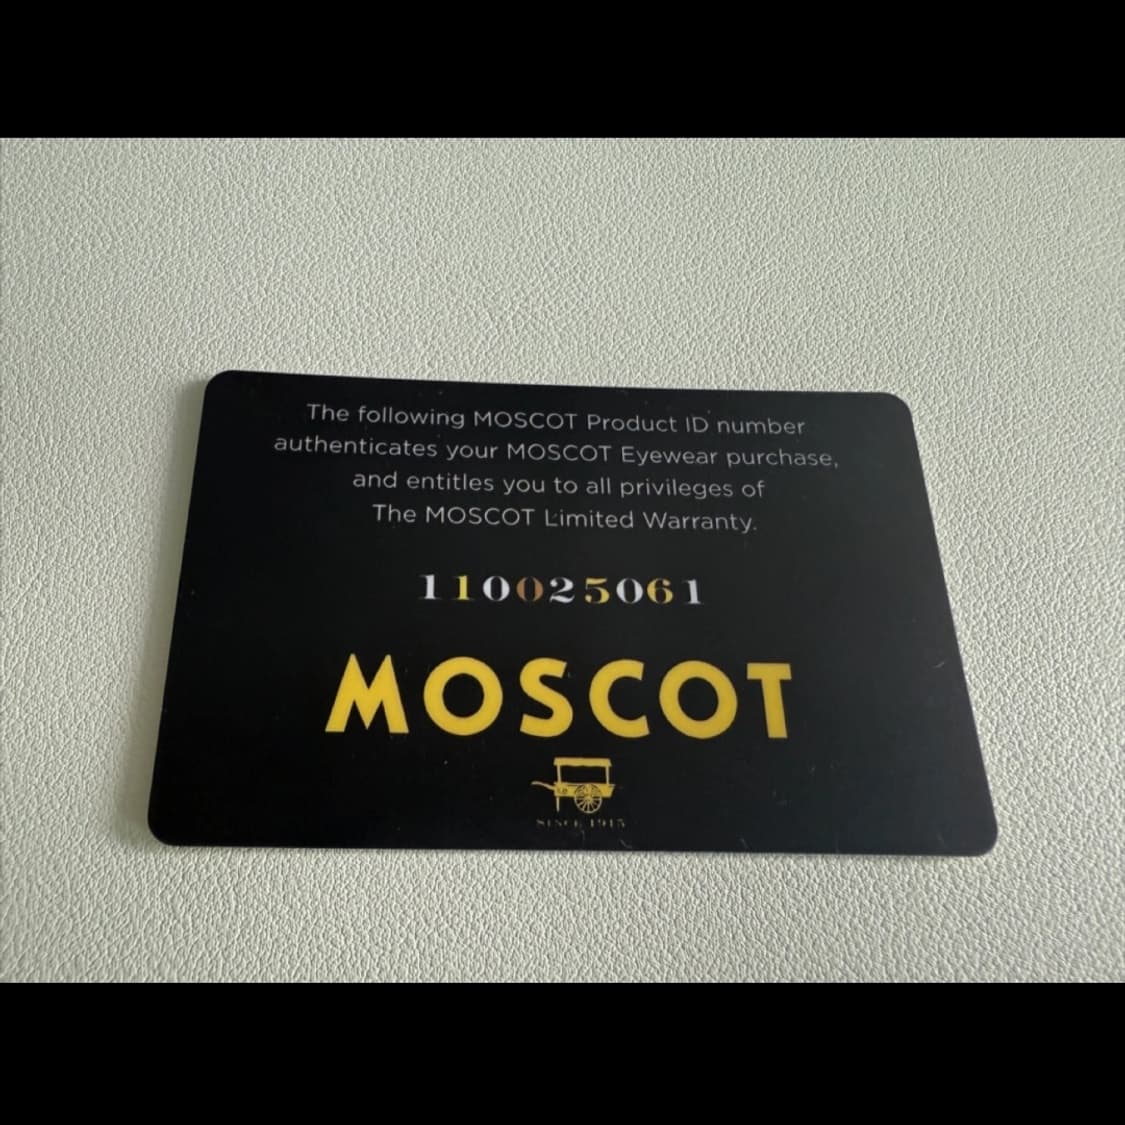 The following MOSCOT Product ID number
authenticates your MOSCOT Eyewear purchase,
and entitles you to all privileges of
The MOSCOT Limited Warranty.
110025061
MOSCOT
SINCE 1915